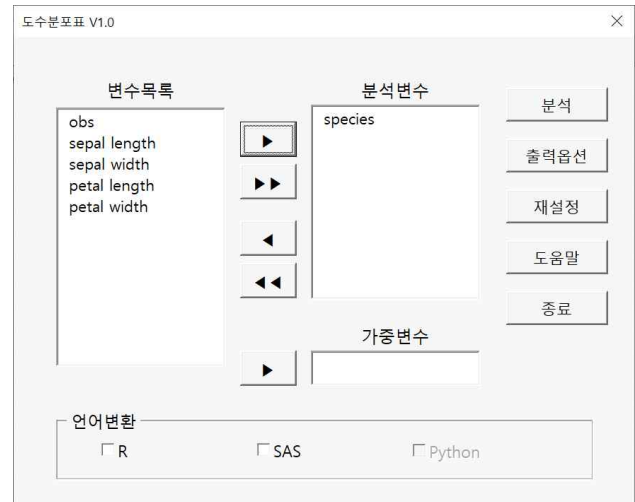 도수분포표 V1.0
변수목록
obs
sepal length
sepal width
petal length
petal width
분석변수
species
가중변수
분석
출력옵션
재설정
도움말
종료
언어변환
R
SAS
Python